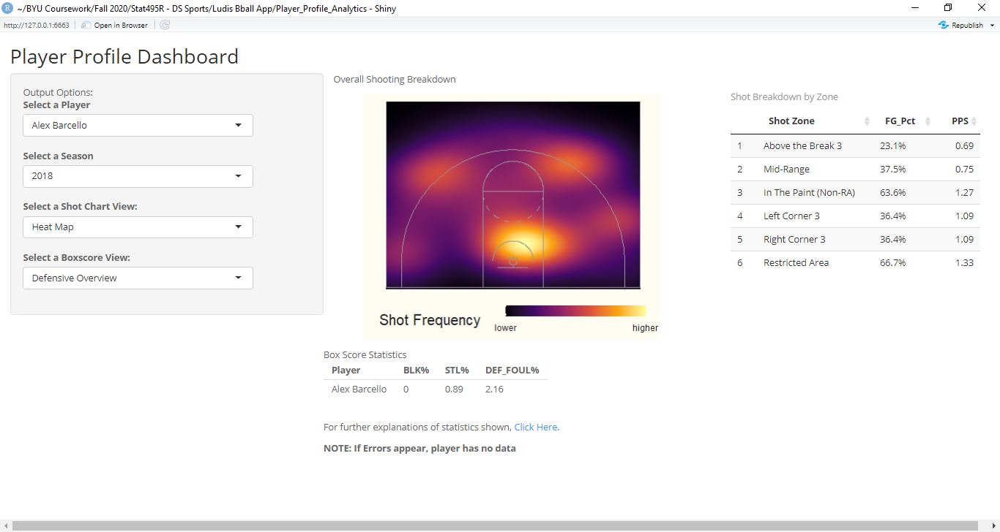 ~/BYU Coursework/Fall 2020/Stat495R - DS Sports/Ludis Bball App/Player_Profile_Analytics - Shiny
http://127.0.0.1:6663 Open in Browser Republish
Player Profile Dashboard
Output Options:
Select a Player
Alex Barcello
Select a Season
2018
Select a Shot Chart View:
Heat Map
Select a Boxscore View:
Defensive Overview
Overall Shooting Breakdown
Shot Frequency
lower higher
Box Score Statistics
Player BLK% STL% DEF_FOUL%
Alex Barcello 0 0.89 2.16
For further explanations of statistics shown, Click Here.
NOTE: If Errors appear, player has no data
Shot Breakdown by Zone
Shot Zone FG_Pct PPS
1 Above the Break 3 23.1% 0.69
2 Mid-Range 37.5% 0.75
3 In The Paint (Non-RA) 63.6% 1.27
4 Left Corner 3 36.4% 1.09
5 Right Corner 3 36.4% 1.09
6 Restricted Area 66.7% 1.33